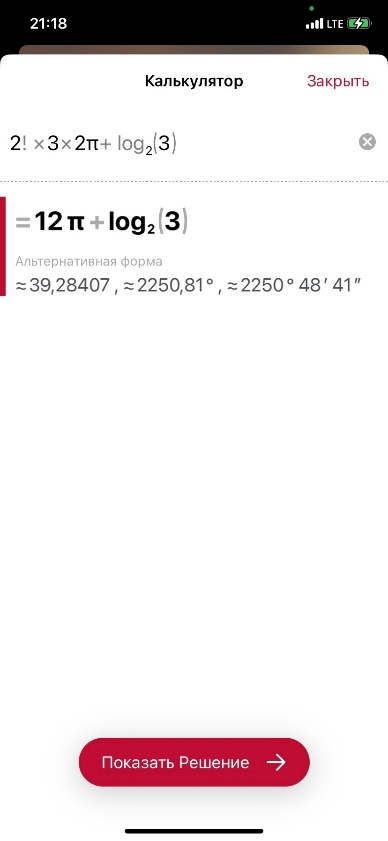 21:18 LTE
Калькулятор Закрыть
2! ×3×2π+ log₂(3)
=12π+log₂(3)
Альтернативная форма
≈39,28407 , ≈2250,81° , ≈2250° 48′ 41″
Показать Решение →